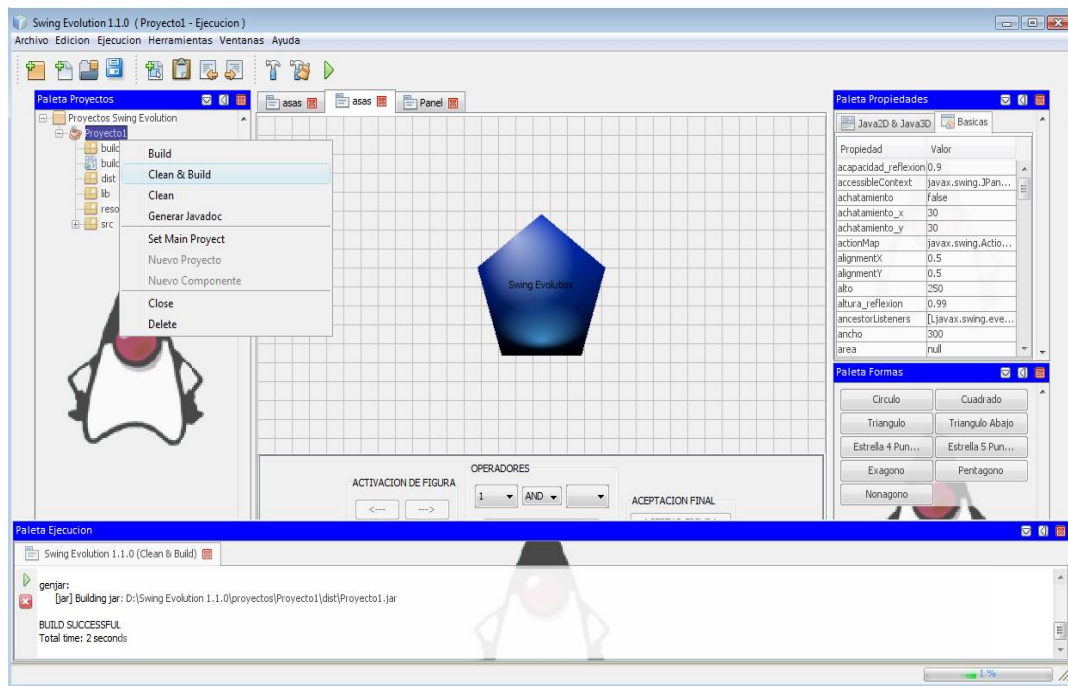 Swing Evolution 1.1.0 ( Proyecto1 - Ejecucion )
Archivo Edicion Ejecucion Herramientas Ventanas Ayuda
Paleta Proyectos
Proyectos Swing Evolution
Proyecto1
build
dist
lib
reso
src
Build
Clean & Build
Clean
Generar Javadoc
Set Main Proyect
Nuevo Proyecto
Nuevo Componente
Close
Delete
asas
asas
Panel
Swing Evolution
ACTIVACION DE FIGURA
<---
--->
OPERADORES
1
AND
ACEPTACION FINAL
Paleta Propiedades
Java2D & Java3D
Basicas
Propiedad Valor
acapacidad_reflexion 0.9
accessibleContext javax.swing.JPan...
achatamiento false
achatamiento_x 30
achatamiento_y 30
actionMap javax.swing.Actio...
alignmentX 0.5
alignmentY 0.5
alto 250
altura_reflexion 0.99
ancestorListeners [Ljavax.swing.eve...
ancho 300
area null
Paleta Formas
Circulo Cuadrado
Triangulo Triangulo Abajo
Estrella 4 Pun... Estrella 5 Pun...
Exagono Pentagono
Nonagono
Paleta Ejecucion
Swing Evolution 1.1.0 (Clean & Build)
genjar:
[jar] Building jar: D:\Swing Evolution 1.1.0\proyectos\Proyecto1\dist\Proyecto1.jar
BUILD SUCCESSFUL
Total time: 2 seconds
1 %